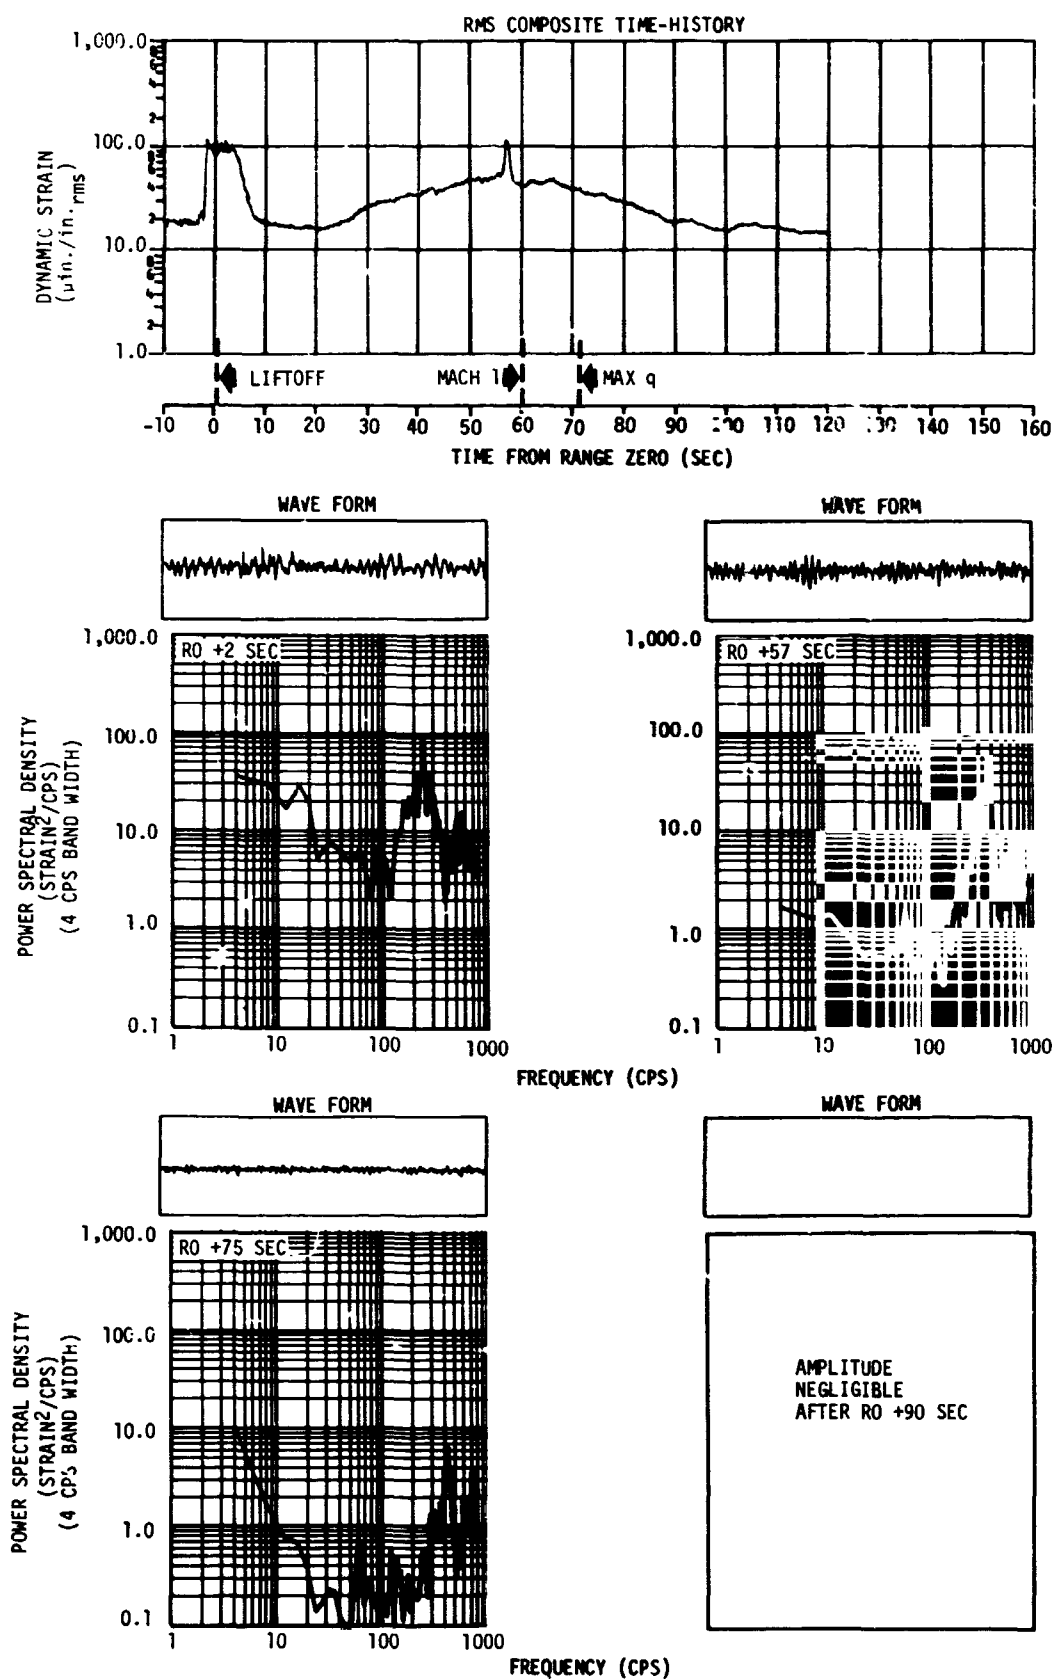 RMS COMPOSITE TIME-HISTORY
1,000.0
100.0
10.0
1.0
2
2
2
DYNAMIC STRAIN
(μin./in. rms)
LIFTOFF
MACH 1
MAX q
-10 0 10 20 30 40 50 60 70 80 90 100 110 120 130 140 150 160
TIME FROM RANGE ZERO (SEC)
WAVE FORM
WAVE FORM
RO +2 SEC
1,000.0
100.0
10.0
1.0
0.1
POWER SPECTRAL DENSITY
(STRAIN²/CPS)
(4 CPS BAND WIDTH)
1 10 100 1000
RO +57 SEC
1,000.0
100.0
10.0
1.0
0.1
1 10 100 1000
FREQUENCY (CPS)
WAVE FORM
WAVE FORM
RO +75 SEC
1,000.0
100.0
10.0
1.0
0.1
POWER SPECTRAL DENSITY
(STRAIN²/CPS)
(4 CPS BAND WIDTH)
1 10 100 1000
AMPLITUDE
NEGLIGIBLE
AFTER RO +90 SEC
FREQUENCY (CPS)